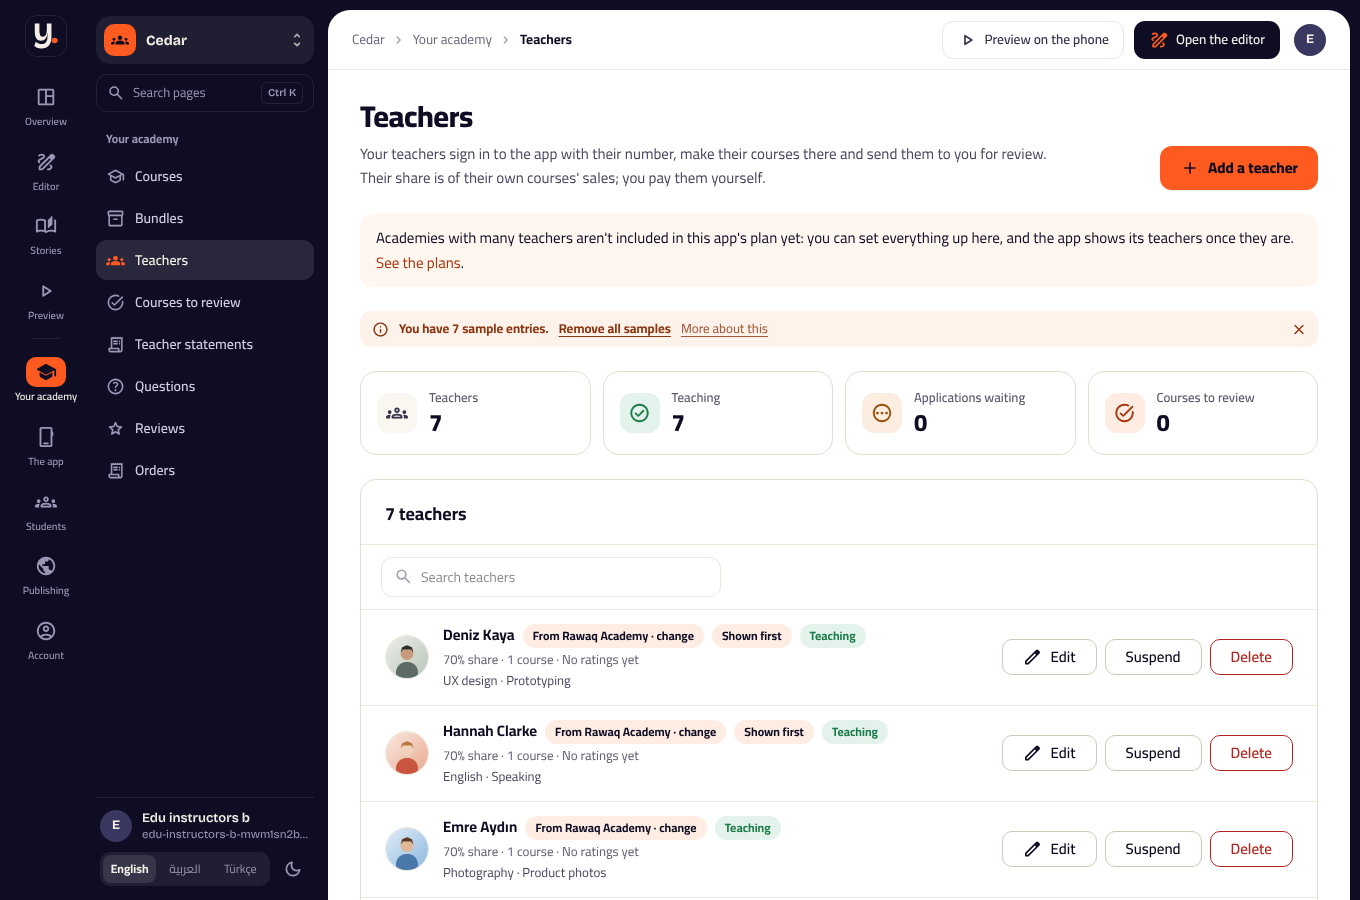 y.
Cedar
Search pages
Ctrl K
Your academy
Courses
Bundles
Teachers
Courses to review
Teacher statements
Questions
Reviews
Orders
Overview
Editor
Stories
Preview
Your academy
The app
Students
Publishing
Account
E
Edu instructors b
edu-instructors-b-mwm1sn2b...
English
العربية
Türkçe
Cedar > Your academy > Teachers
Preview on the phone
Open the editor
E
Teachers
Your teachers sign in to the app with their number, make their courses there and send them to you for review.
Their share is of their own courses' sales; you pay them yourself.
Add a teacher
Academies with many teachers aren't included in this app's plan yet: you can set everything up here, and the app shows its teachers once they are.
See the plans.
You have 7 sample entries. Remove all samples More about this
Teachers
7
Teaching
7
Applications waiting
0
Courses to review
0
7 teachers
Search teachers
Deniz Kaya From Rawaq Academy · change Shown first Teaching
70% share · 1 course · No ratings yet
UX design · Prototyping
Edit Suspend Delete
Hannah Clarke From Rawaq Academy · change Shown first Teaching
70% share · 1 course · No ratings yet
English · Speaking
Edit Suspend Delete
Emre Aydın From Rawaq Academy · change Teaching
70% share · 1 course · No ratings yet
Photography · Product photos
Edit Suspend Delete